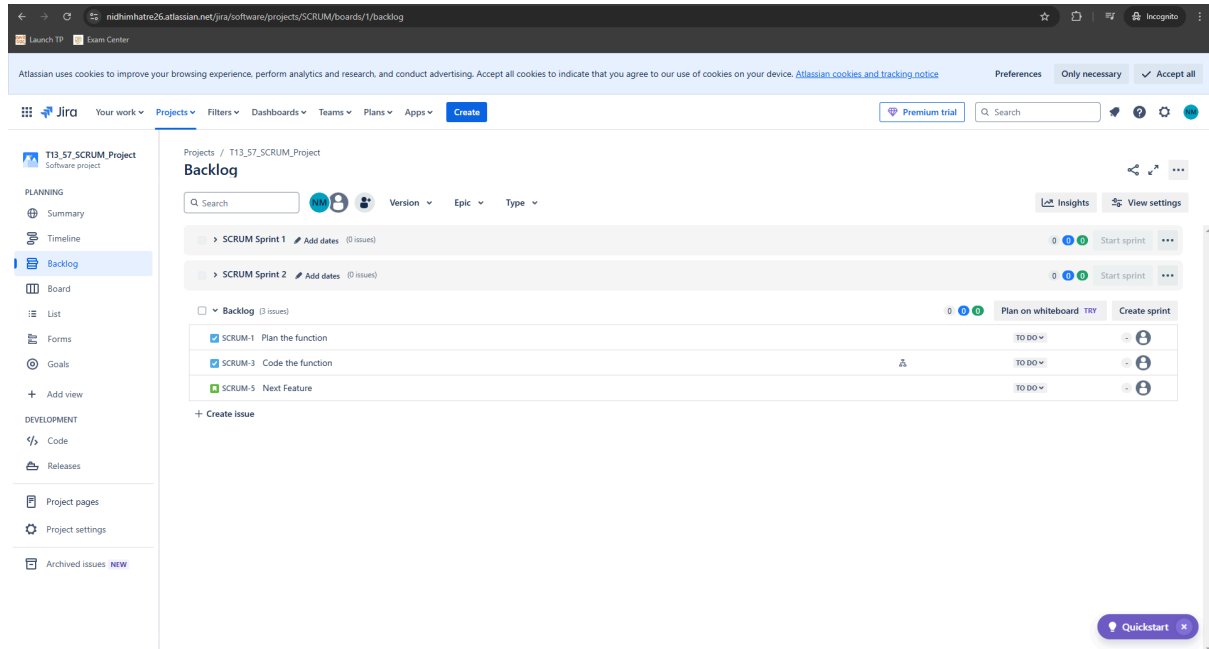 nidhimhatre26.atlassian.net/jira/software/projects/SCRUM/boards/1/backlog
Incognito
Launch TP Exam Center
Atlassian uses cookies to improve your browsing experience, perform analytics and research, and conduct advertising. Accept all cookies to indicate that you agree to our use of cookies on your device. Atlassian cookies and tracking notice Preferences Only necessary Accept all
Jira Your work Projects Filters Dashboards Teams Plans Apps Create Premium trial Search NM
T13_57_SCRUM_Project
Software project
PLANNING
Summary
Timeline
Backlog
Board
List
Forms
Goals
+ Add view
DEVELOPMENT
Code
Releases
Project pages
Project settings
Archived issues NEW
Projects / T13_57_SCRUM_Project
Backlog
Search NM Version Epic Type Insights View settings
SCRUM Sprint 1 Add dates (0 issues) 0 0 0 Start sprint
SCRUM Sprint 2 Add dates (0 issues) 0 0 0 Start sprint
Backlog (3 issues) 0 0 0 Plan on whiteboard TRY Create sprint
SCRUM-1 Plan the function TO DO -
SCRUM-3 Code the function TO DO -
SCRUM-5 Next Feature TO DO -
+ Create issue
Quickstart